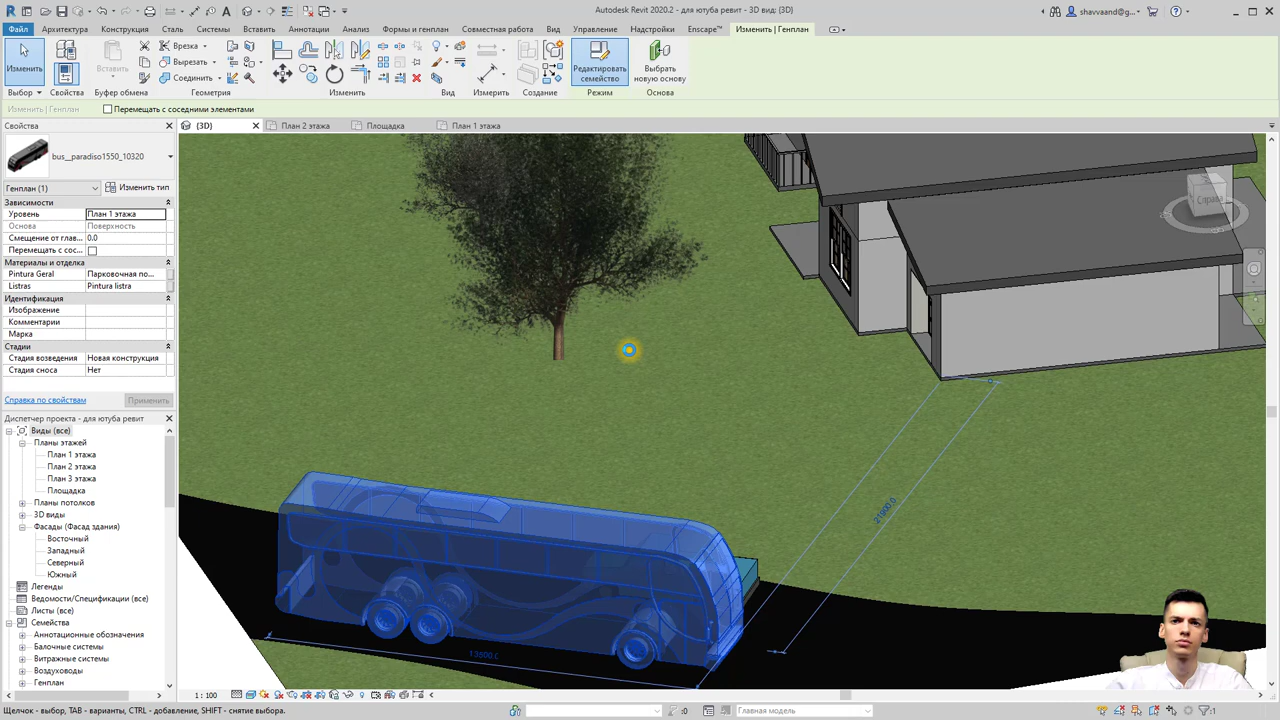 Autodesk Revit 2020.2 - для ютуба ревит - 3D вид: {3D}
shavvaand@g...
Файл
Архитектура
Конструкция
Сталь
Системы
Вставить
Аннотации
Анализ
Формы и генплан
Совместная работа
Вид
Управление
Надстройки
Enscape™
Изменить | Генплан
Изменить
Вставить
Врезка
Вырезать
Соединить
Редактировать семейство
Выбрать новую основу
Выбор
Свойства
Буфер обмена
Геометрия
Изменить
Вид
Измерить
Создание
Режим
Основа
Изменить | Генплан
Перемещать с соседними элементами
Свойства
{3D}
План 2 этажа
Площадка
План 1 этажа
bus__paradiso1550_10320
Генплан (1)
Изменить тип
Зависимости
Уровень План 1 этажа
Основа Поверхность
Смещение от глав... 0.0
Перемещать с сос...
Материалы и отделка
Pintura Geral Парковочная по...
Listras Pintura listra
Идентификация
Изображение
Комментарии
Марка
Стадии
Стадия возведения Новая конструкция
Стадия сноса Нет
Справка по свойствам
Применить
Диспетчер проекта - для ютуба ревит
Виды (все)
Планы этажей
План 1 этажа
План 2 этажа
План 3 этажа
Площадка
Планы потолков
3D виды
Фасады (Фасад здания)
Восточный
Западный
Северный
Южный
Легенды
Ведомости/Спецификации (все)
Листы (все)
Семейства
Аннотационные обозначения
Балочные системы
Витражные системы
Воздуховоды
Генплан
Справа
21900.0
13500.0
1 : 100
Щелчок - выбор, TAB - варианты, CTRL - добавление, SHIFT - снятие выбора.
:0
Главная модель
:1